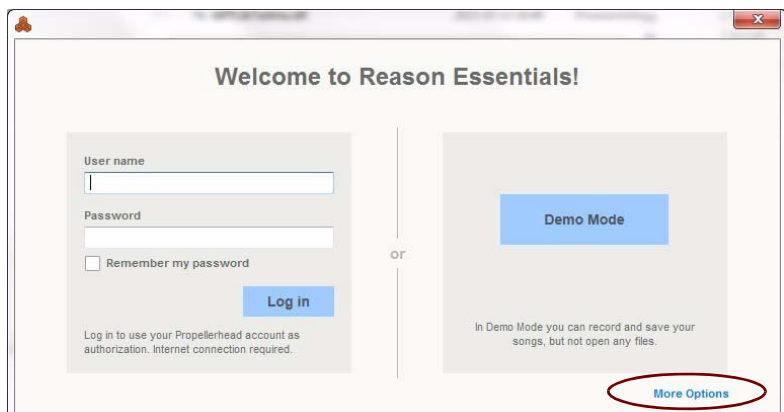 Welcome to Reason Essentials!
User name
Password
Remember my password
Log in
Log in to use your Propellerhead account as
authorization. Internet connection required.
or
Demo Mode
In Demo Mode you can record and save your
songs, but not open any files.
More Options